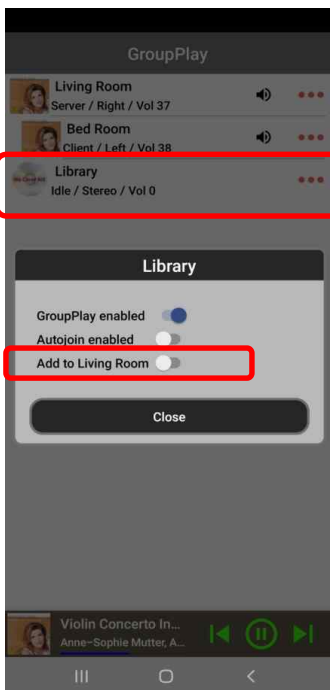 GroupPlay
Living Room
Server / Right / Vol 37
Bed Room
Client / Left / Vol 38
Library
Idle / Stereo / Vol 0
Library
GroupPlay enabled
Autojoin enabled
Add to Living Room
Close
Violin Concerto In...
Anne-Sophie Mutter, A...